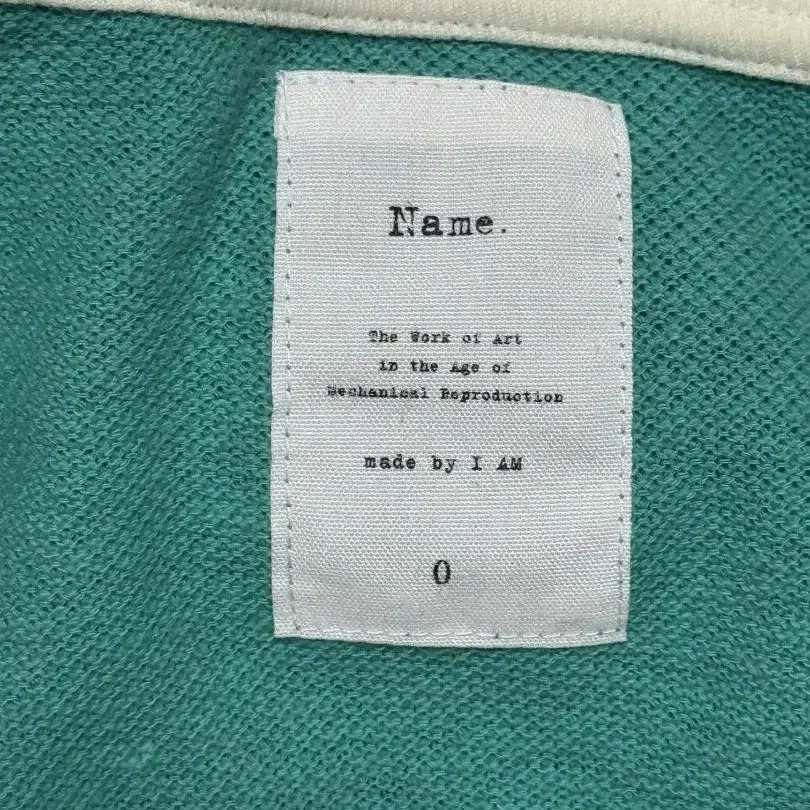 Name.
The Work of Art
in the Age of
Mechanical Reproduction
made by I AM
0